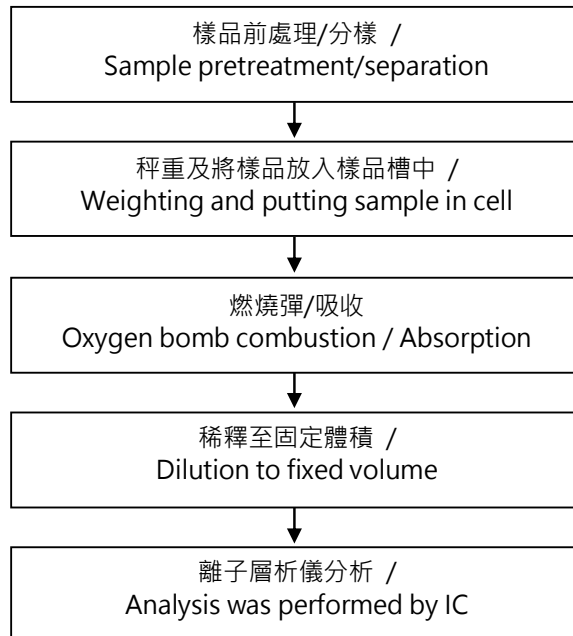 樣品前處理/分樣 /
Sample pretreatment/separation
秤重及將樣品放入樣品槽中 /
Weighting and putting sample in cell
燃燒彈/吸收
Oxygen bomb combustion / Absorption
稀釋至固定體積 /
Dilution to fixed volume
離子層析儀分析 /
Analysis was performed by IC